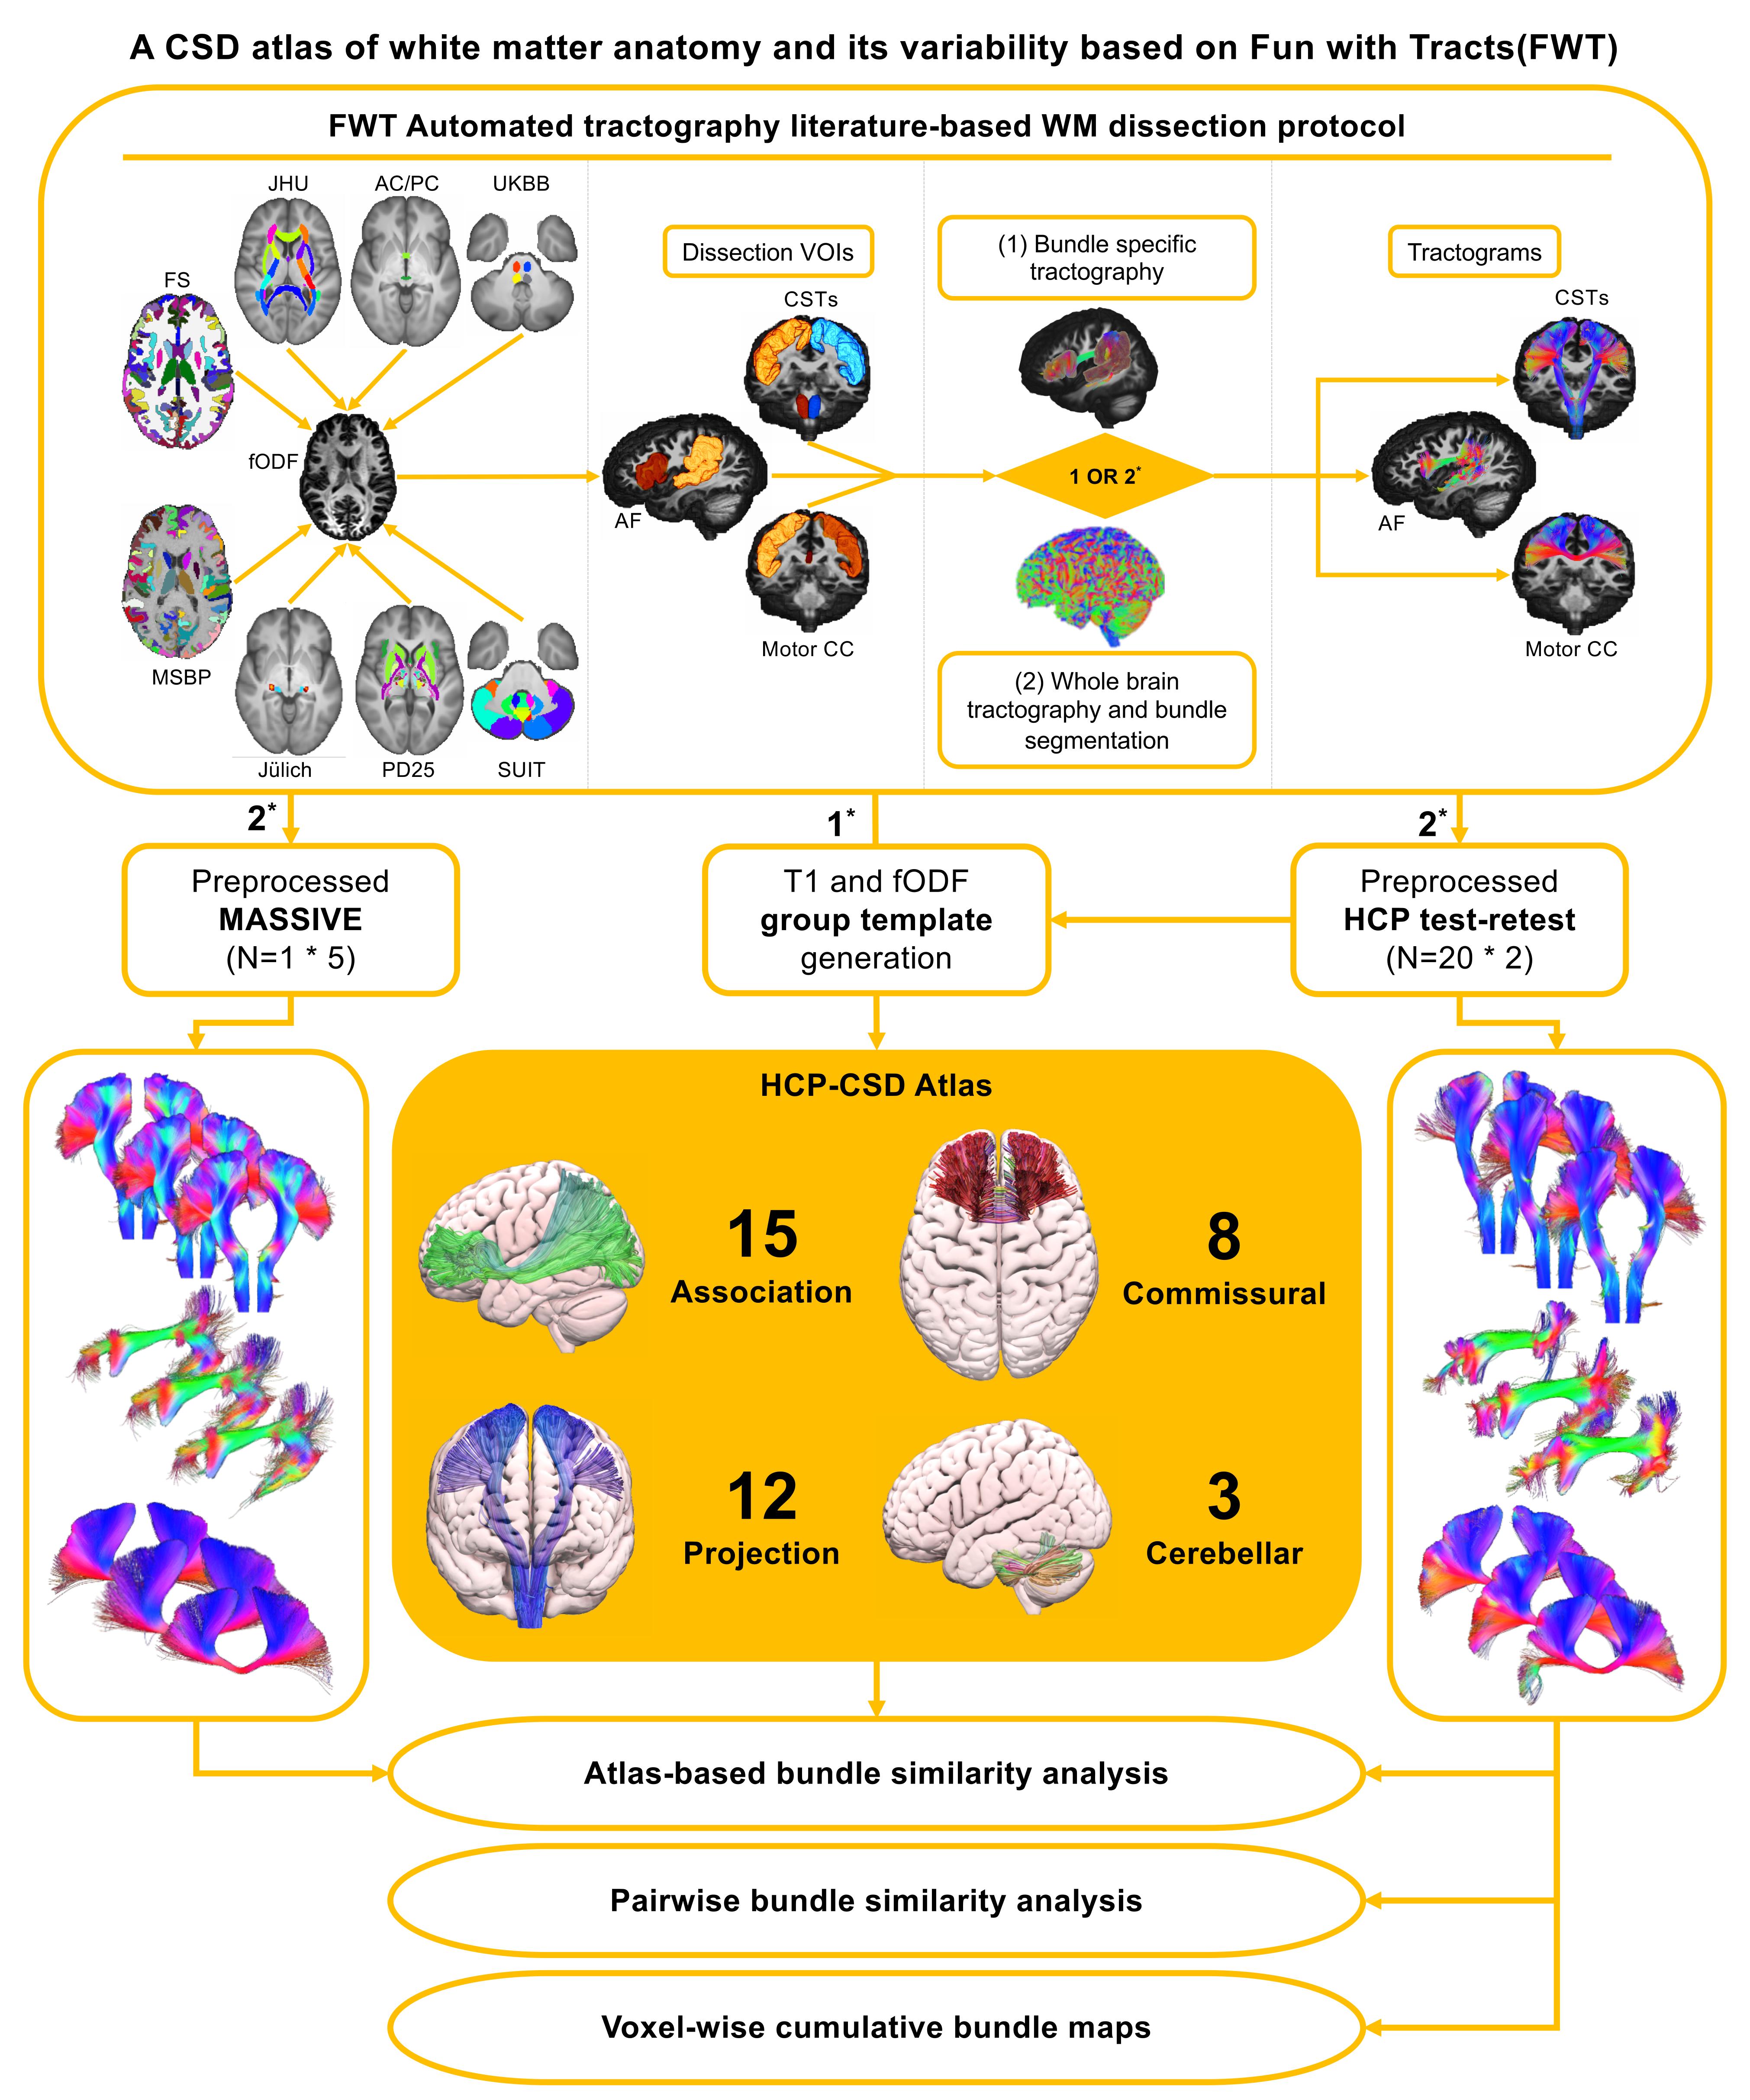 A CSD atlas of white matter anatomy and its variability based on Fun with Tracts(FWT)
FWT Automated tractography literature-based WM dissection protocol
JHU
AC/PC
UKBB
FS
fODF
MSBP
Jülich
PD25
SUIT
Dissection VOIs
CSTs
AF
Motor CC
(1) Bundle specific
tractography
1 OR 2*
(2) Whole brain
tractography and bundle
segmentation
Tractograms
CSTs
AF
Motor CC
2*
1*
2*
Preprocessed
MASSIVE
(N=1 * 5)
T1 and fODF
group template
generation
Preprocessed
HCP test-retest
(N=20 * 2)
HCP-CSD Atlas
15
Association
8
Commissural
12
Projection
3
Cerebellar
Atlas-based bundle similarity analysis
Pairwise bundle similarity analysis
Voxel-wise cumulative bundle maps